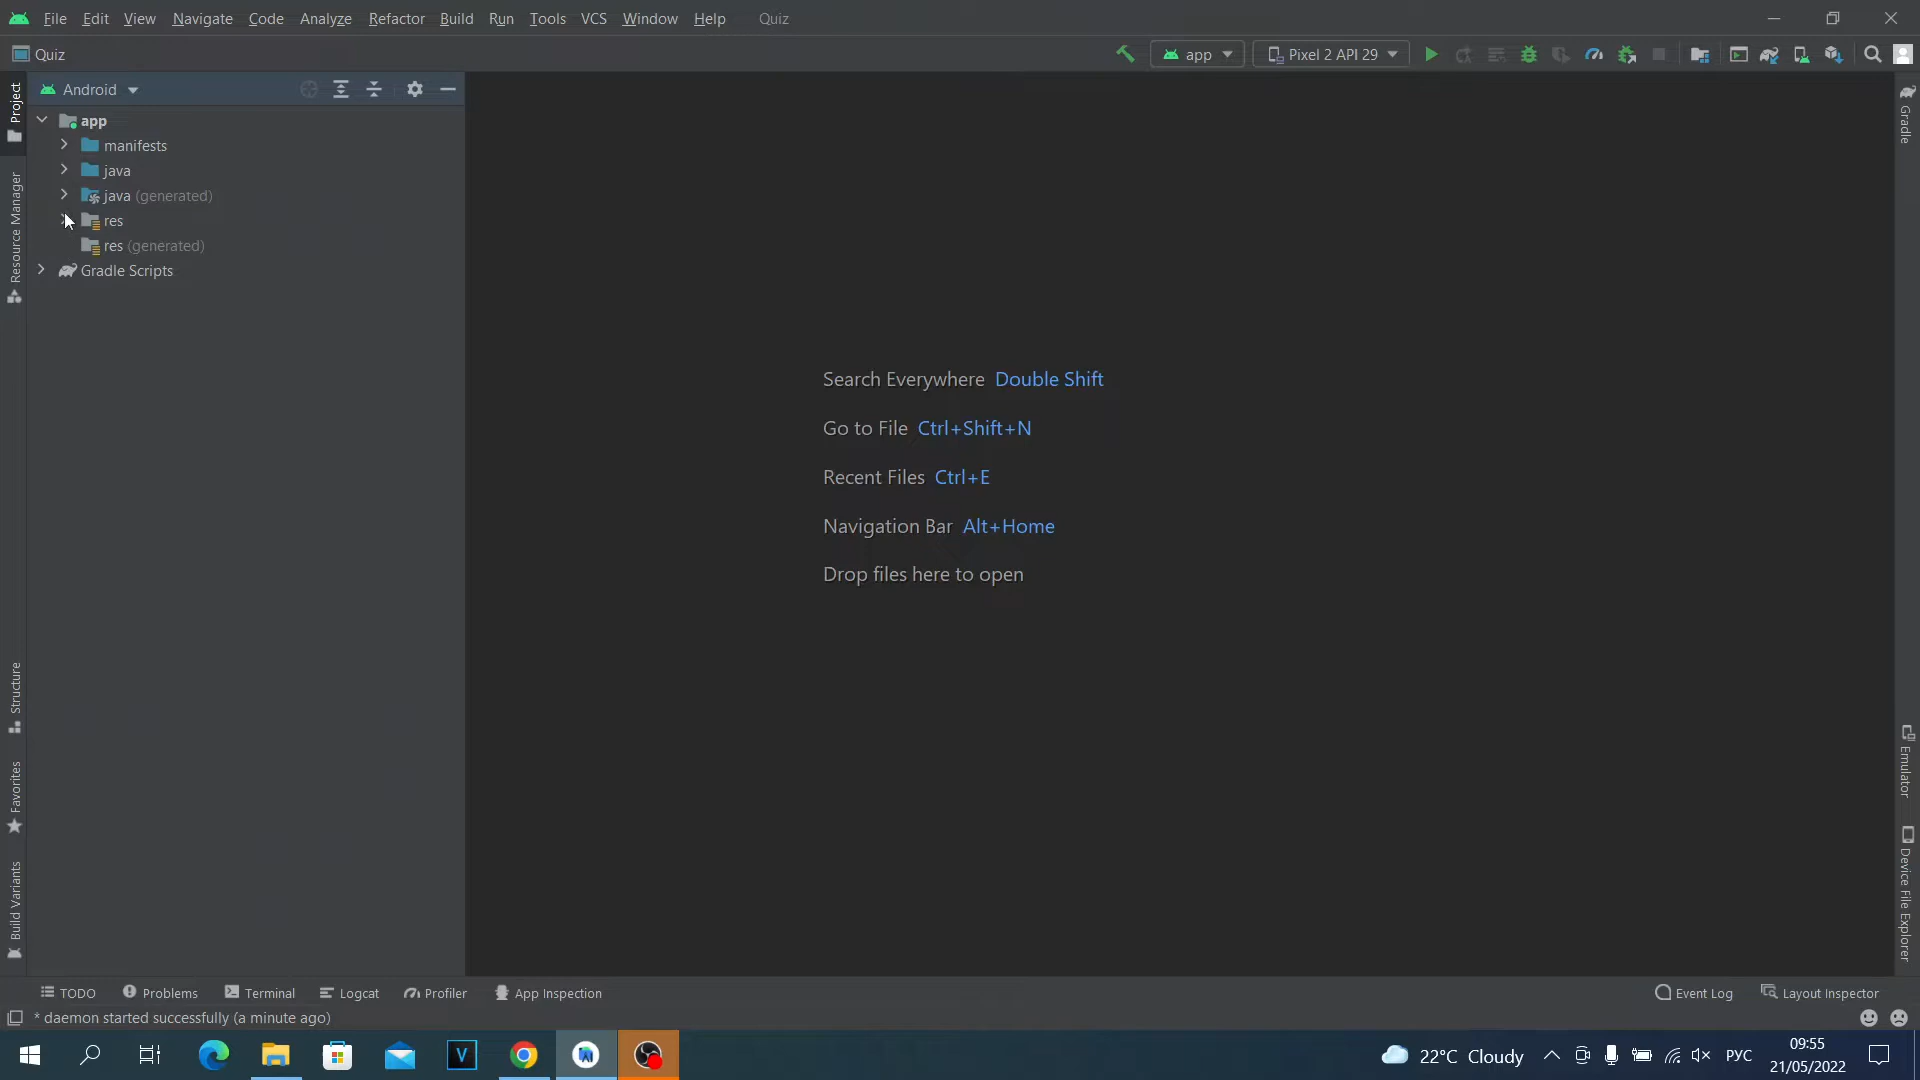 File Edit View Navigate Code Analyze Refactor Build Run Tools VCS Window Help Quiz
Quiz
app
Pixel 2 API 29
Android
app
manifests
java
java (generated)
res
res (generated)
Gradle Scripts
Project
Resource Manager
Structure
Favorites
Build Variants
Search Everywhere Double Shift
Go to File Ctrl+Shift+N
Recent Files Ctrl+E
Navigation Bar Alt+Home
Drop files here to open
Gradle
Emulator
Device File Explorer
TODO Problems Terminal Logcat Profiler App Inspection Event Log Layout Inspector
* daemon started successfully (a minute ago)
V
22°C Cloudy
РУС
09:55
21/05/2022